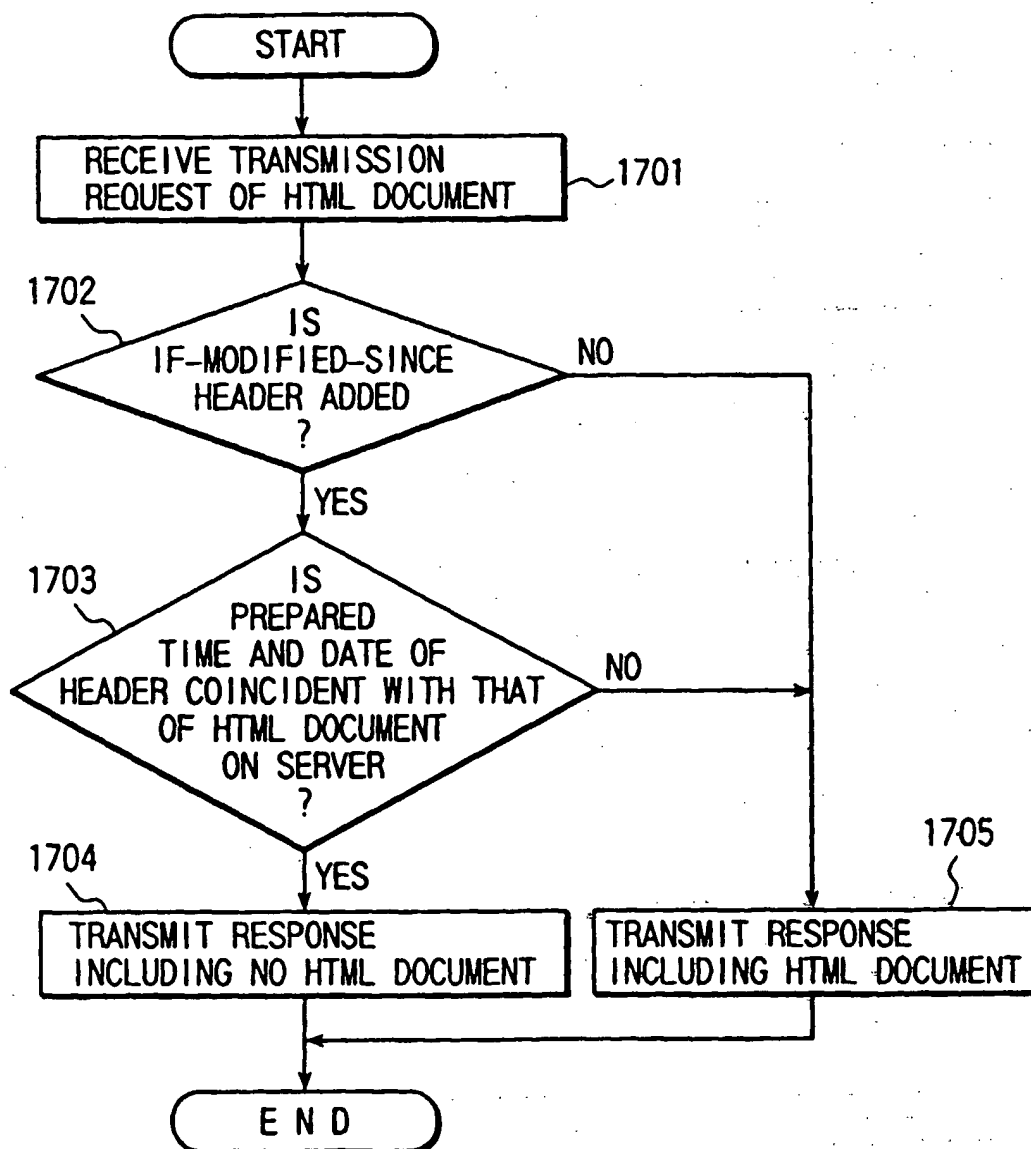 START
RECEIVE TRANSMISSION
REQUEST OF HTML DOCUMENT
1701
1702
IS
IF-MODIFIED-SINCE
HEADER ADDED
?
NO
YES
1703
IS
PREPARED
TIME AND DATE OF
HEADER COINCIDENT WITH THAT
OF HTML DOCUMENT
ON SERVER
?
NO
YES
1704
TRANSMIT RESPONSE
INCLUDING NO HTML DOCUMENT
1705
TRANSMIT RESPONSE
INCLUDING HTML DOCUMENT
END